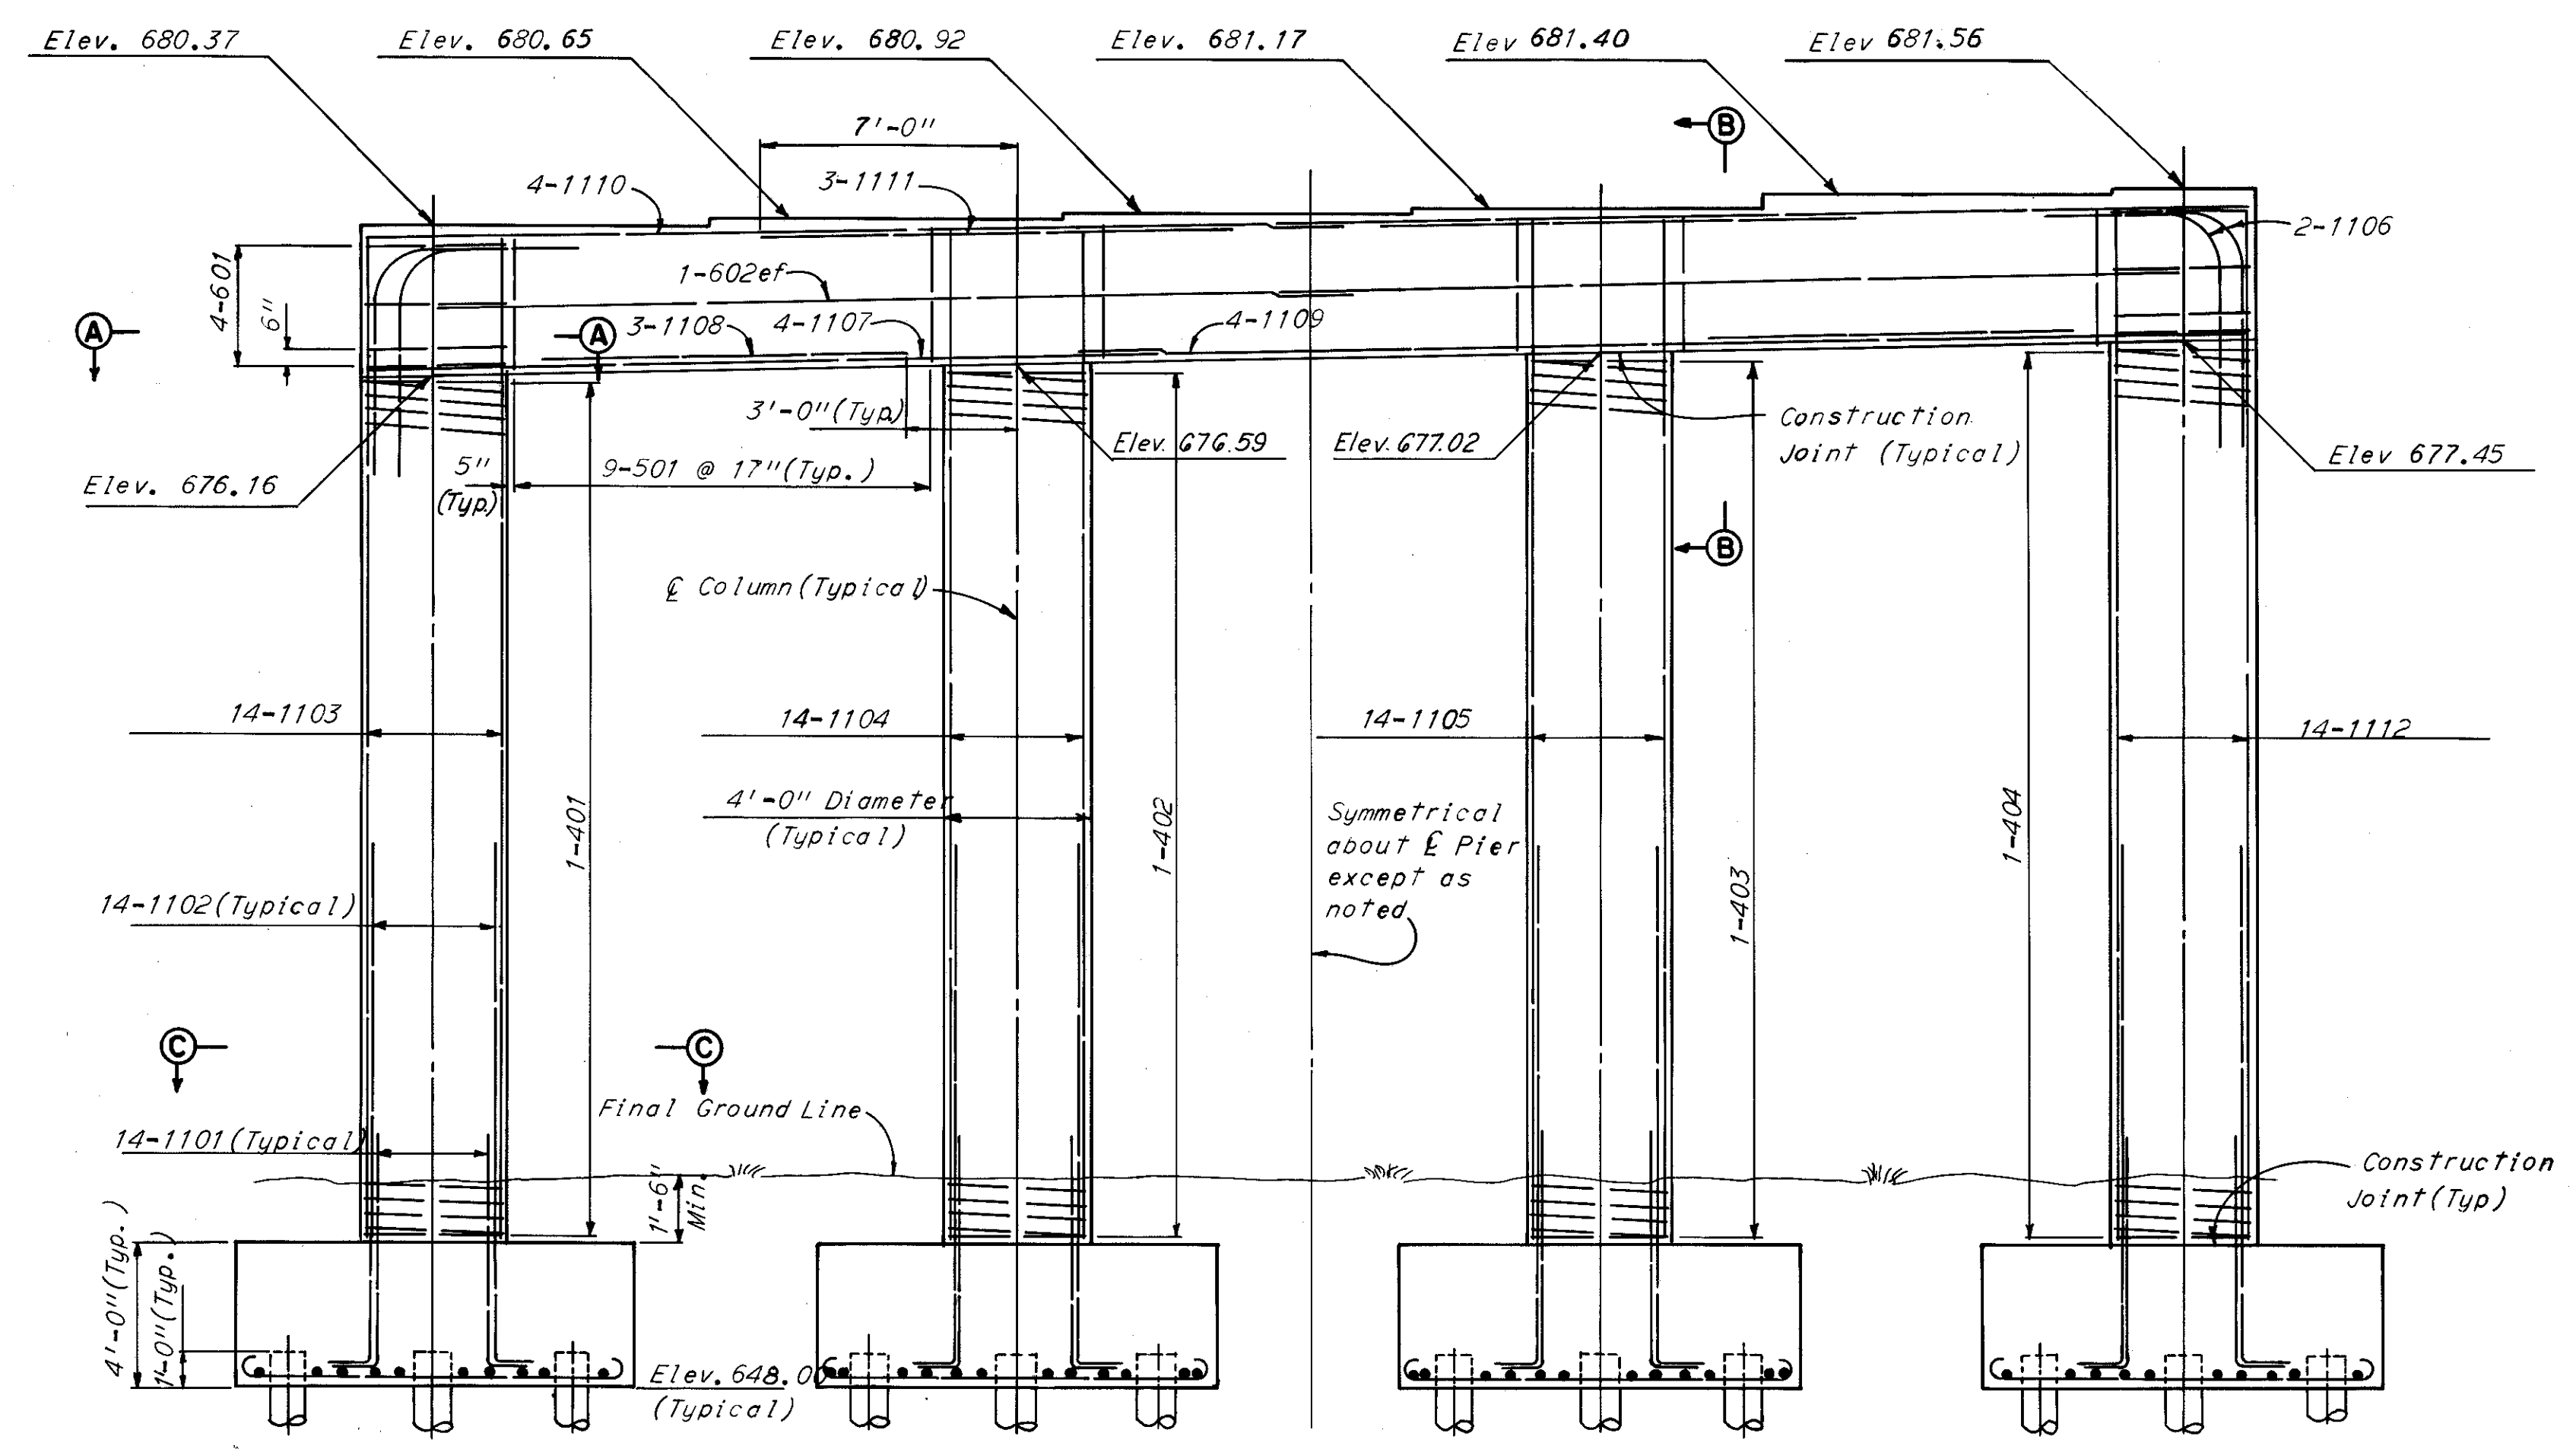 Elev. 680.37
Elev. 680.65
Elev. 680.92
Elev. 681.17
Elev 681.40
Elev 681.56
7'-0"
B
4-1110
3-1111
2-1106
4-601
6"
1-602ef
A
A
3-1108
4-1107
4-1109
3'-0"(Typ.)
Elev. 676.59
Elev. 677.02
Construction
Joint (Typical)
Elev 677.45
Elev. 676.16
5"
(Typ.)
9-501 @ 17"(Typ.)
B
℄ Column (Typical)
14-1103
14-1104
14-1105
14-1112
4'-0" Diameter
(Typical)
1-401
1-402
1-403
1-404
Symmetrical
about ℄ Pier
except as
noted
14-1102 (Typical)
C
C
Final Ground Line
14-1101 (Typical)
1'-6"
Min.
Construction
Joint (Typ)
4'-0"(Typ.)
1'-0"(Typ.)
Elev. 648.00
(Typical)